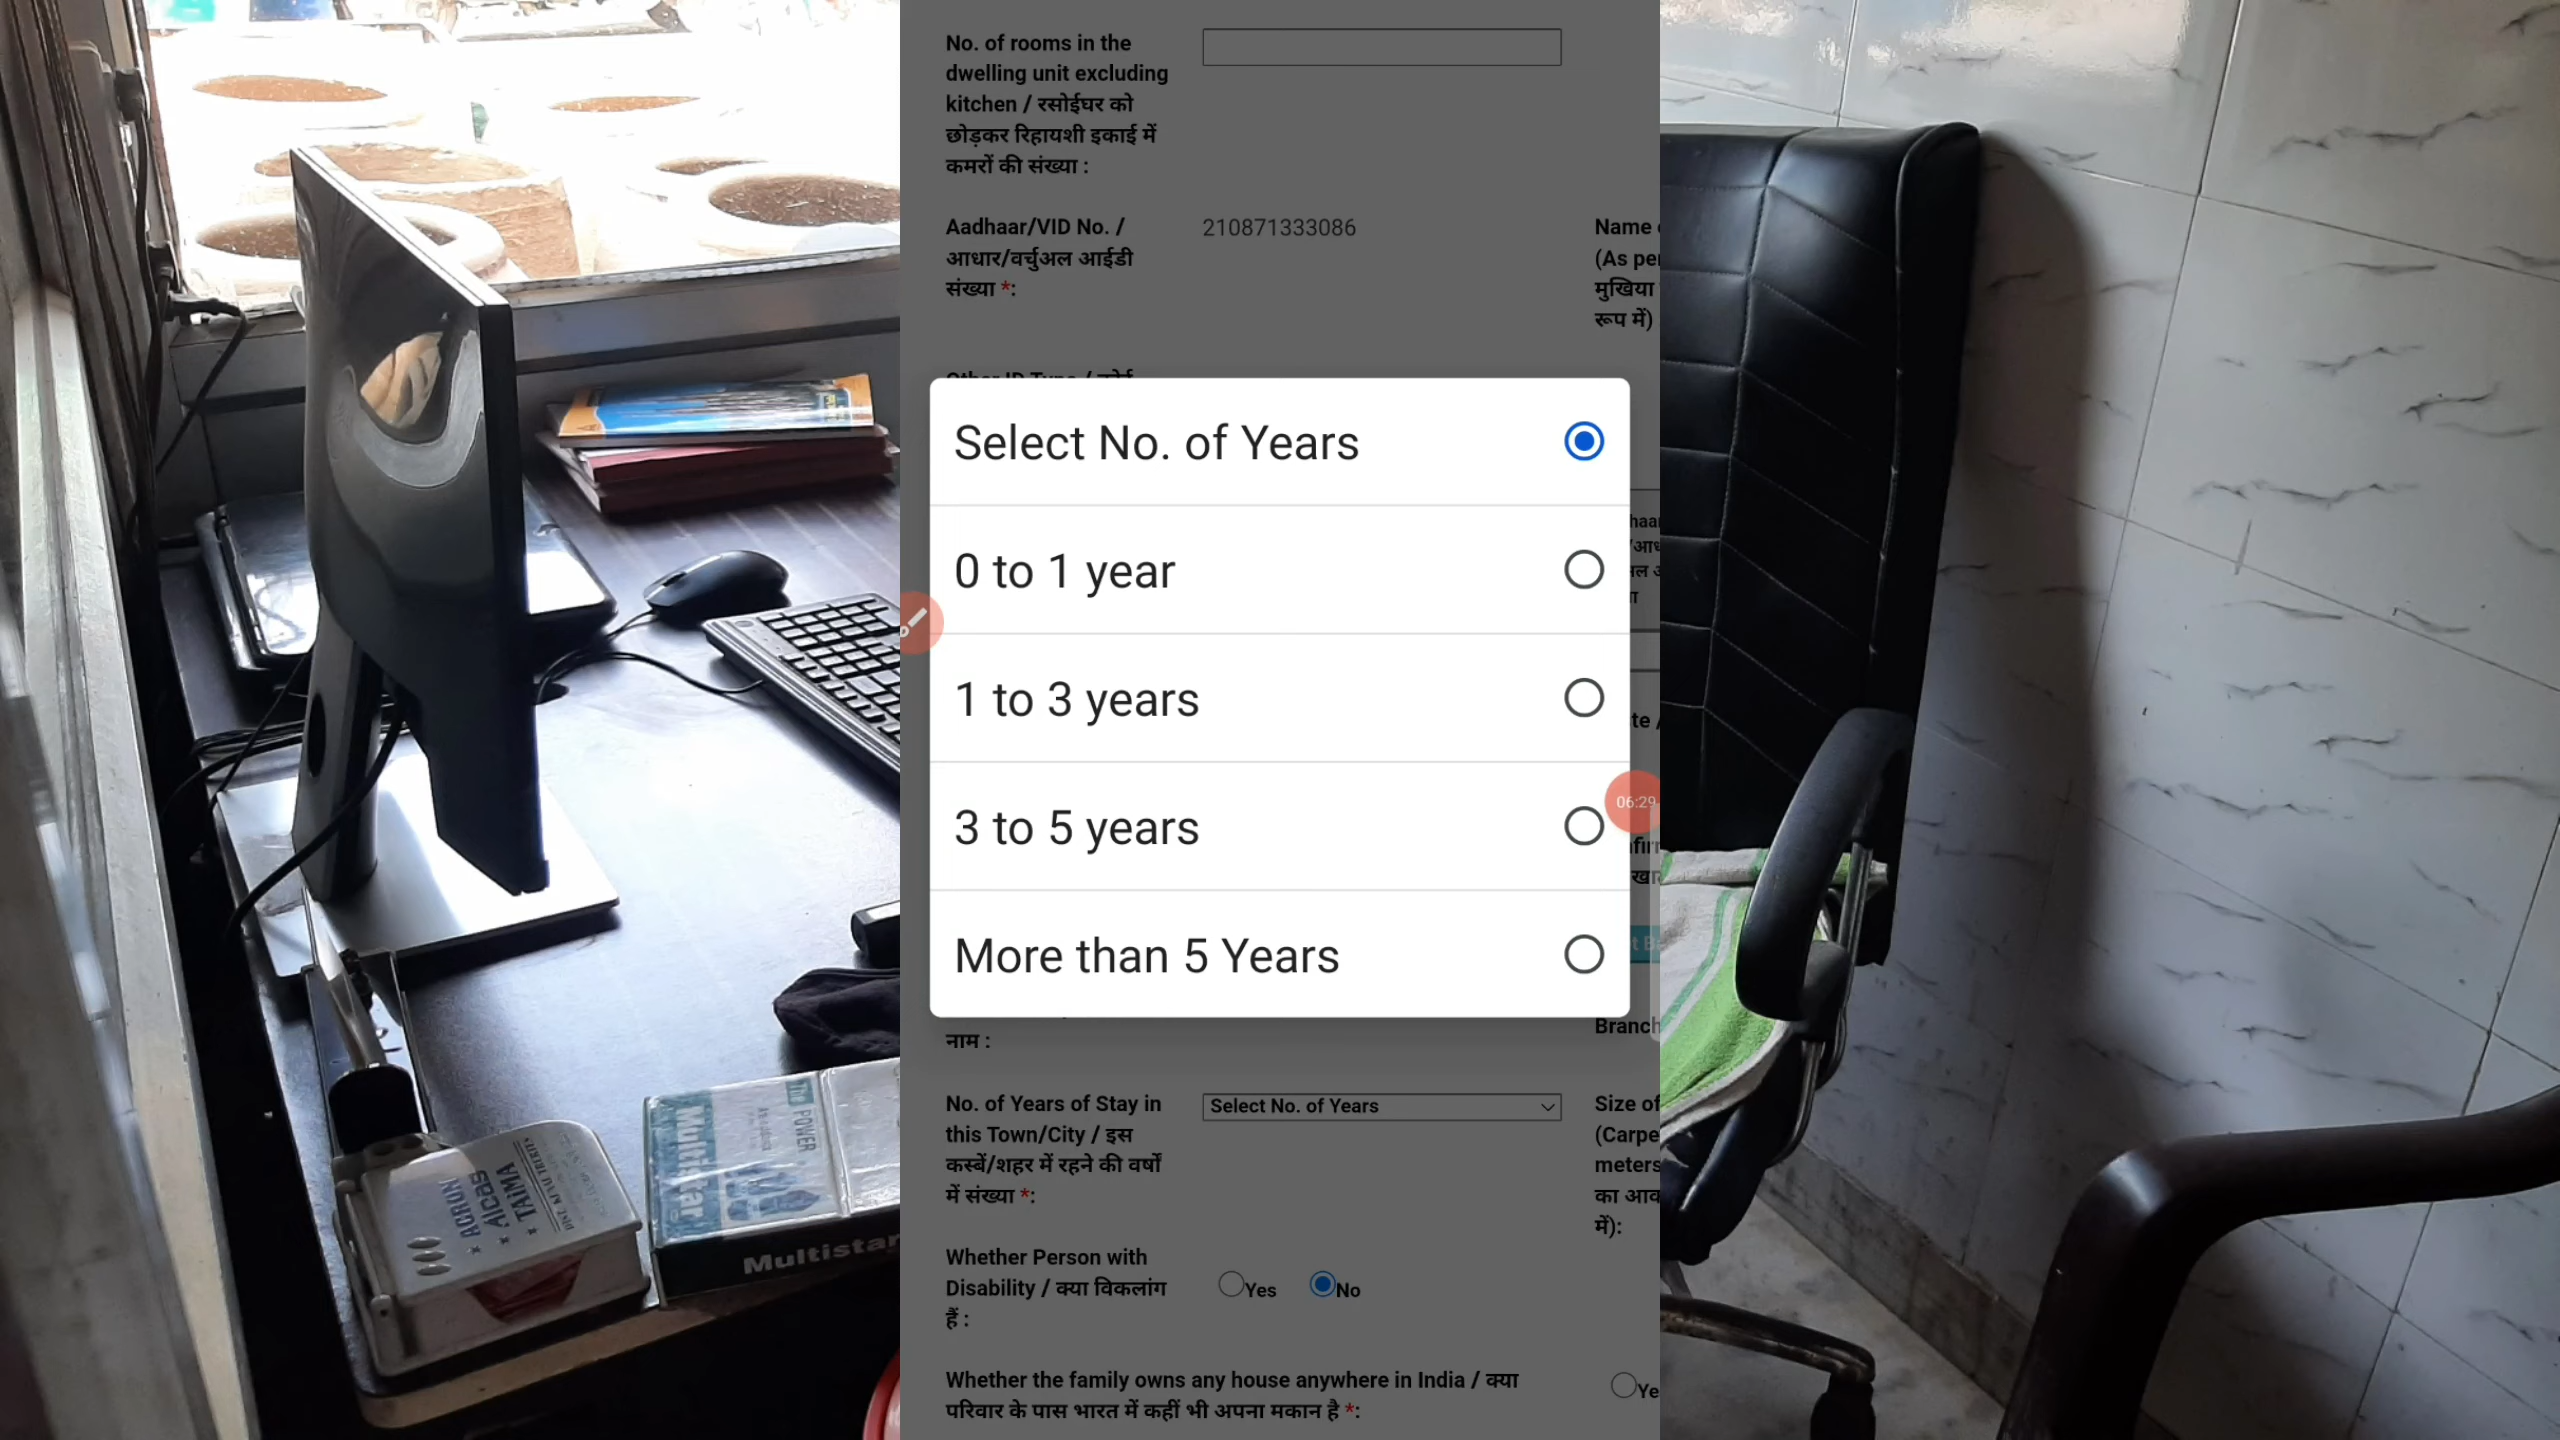 No. of rooms in the
dwelling unit excluding
kitchen / रसोईघर को
छोड़कर रिहायशी इकाई में
कमरों की संख्या :
Aadhaar/VID No. /
आधार/वर्चुअल आईडी
संख्या *:
210871333086
Name
(As per
मुखिया
रूप में)
Select No. of Years
0 to 1 year
1 to 3 years
3 to 5 years
More than 5 Years
06:29
नाम :
Branch
No. of Years of Stay in
this Town/City / इस
कस्बें/शहर में रहने की वर्षों
में संख्या *:
Select No. of Years
Size of
(Carpe
meters
का आक
में):
Whether Person with
Disability / क्या विकलांग
हैं :
Yes
No
Whether the family owns any house anywhere in India / क्या
परिवार के पास भारत में कहीं भी अपना मकान है *:
Ye
ACRON
Alcas
TAIMA
The POWER
Multistar
Multistar